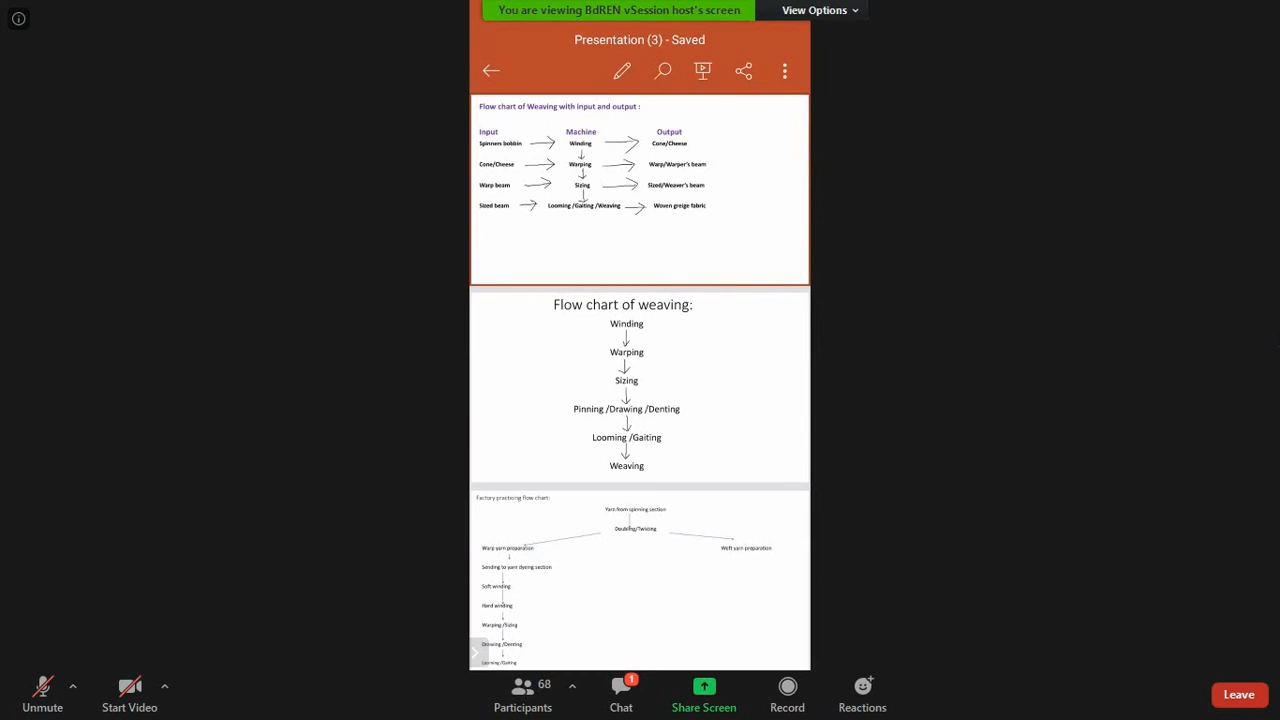 You are viewing BdREN vSession host's screen
View Options
Presentation (3) - Saved
Flow chart of Weaving with input and output :
Input Machine Output
Spinners bobbin Winding Cone/Cheese
Cone/Cheese Warping Warp/Warper's beam
Warp beam Sizing Sized/Weaver's beam
Sized beam Looming /Gaiting /Weaving Woven greige fabric
Flow chart of weaving:
Winding
Warping
Sizing
Pinning /Drawing /Denting
Looming /Gaiting
Weaving
Factory practicing flow chart:
Yarn from spinning section
Doubling/Twisting
Warp yarn preparation Weft yarn preparation
Sending to yarn dyeing section
Soft winding
Hard winding
Warping /Sizing
Drawing /Denting
Looming /Gaiting
Unmute
Start Video
68
Participants
1
Chat
Share Screen
Record
Reactions
Leave